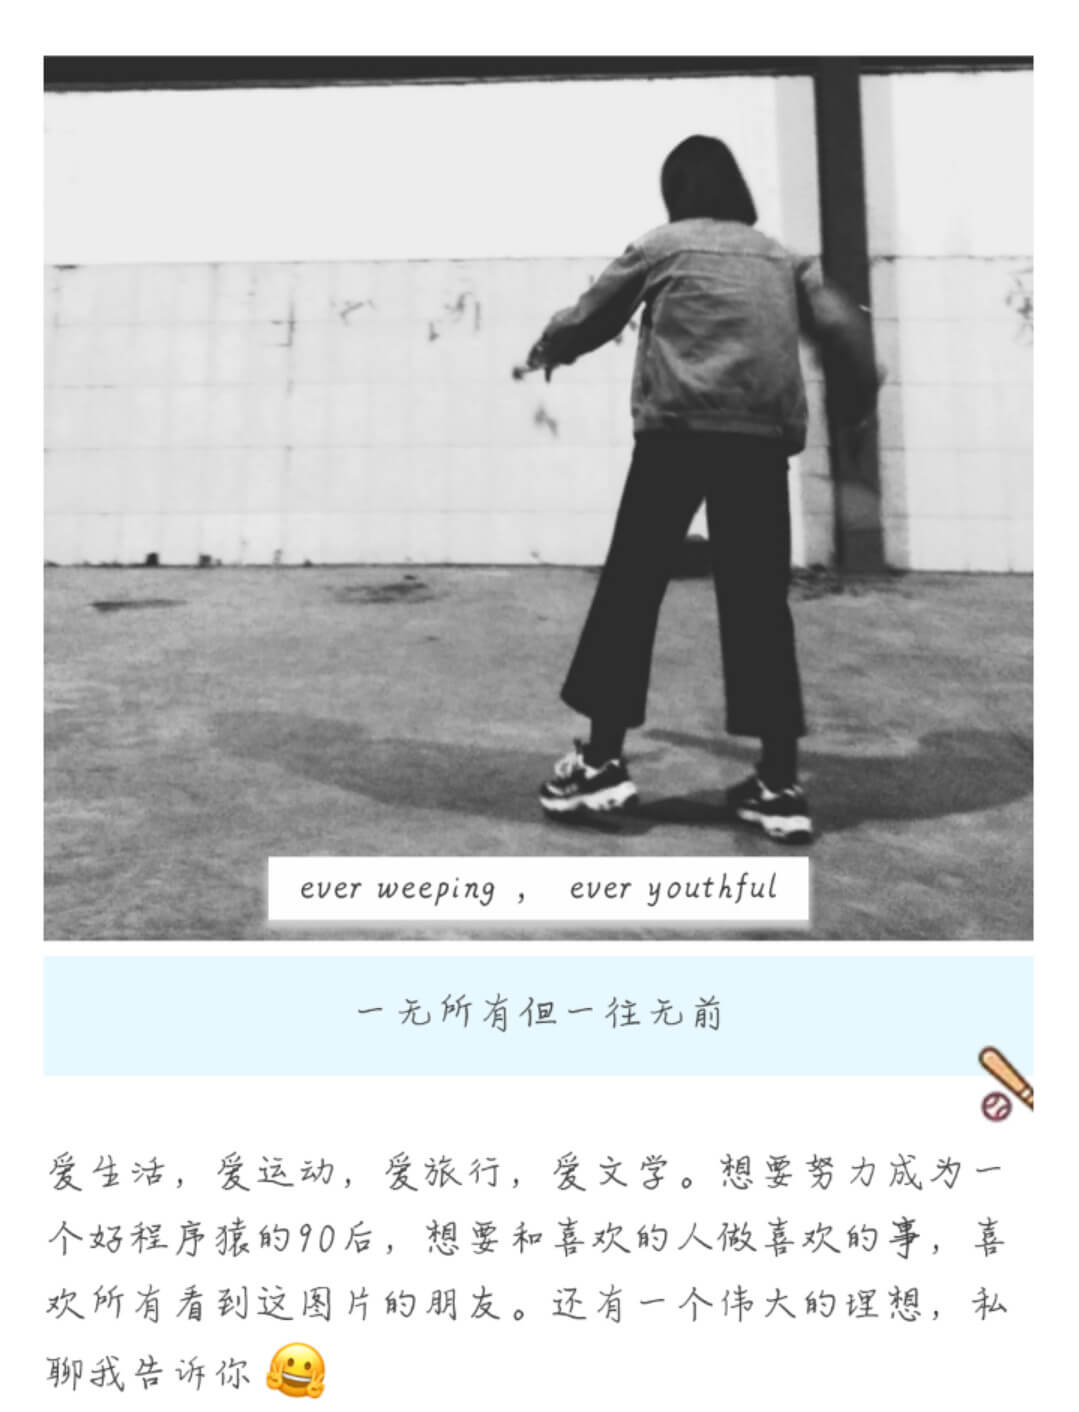 ever weeping ， ever youthful
一无所有但一往无前
爱生活，爱运动，爱旅行，爱文学。想要努力成为一
个好程序猿的90后，想要和喜欢的人做喜欢的事，喜
欢所有看到这图片的朋友。还有一个伟大的理想，私
聊我告诉你